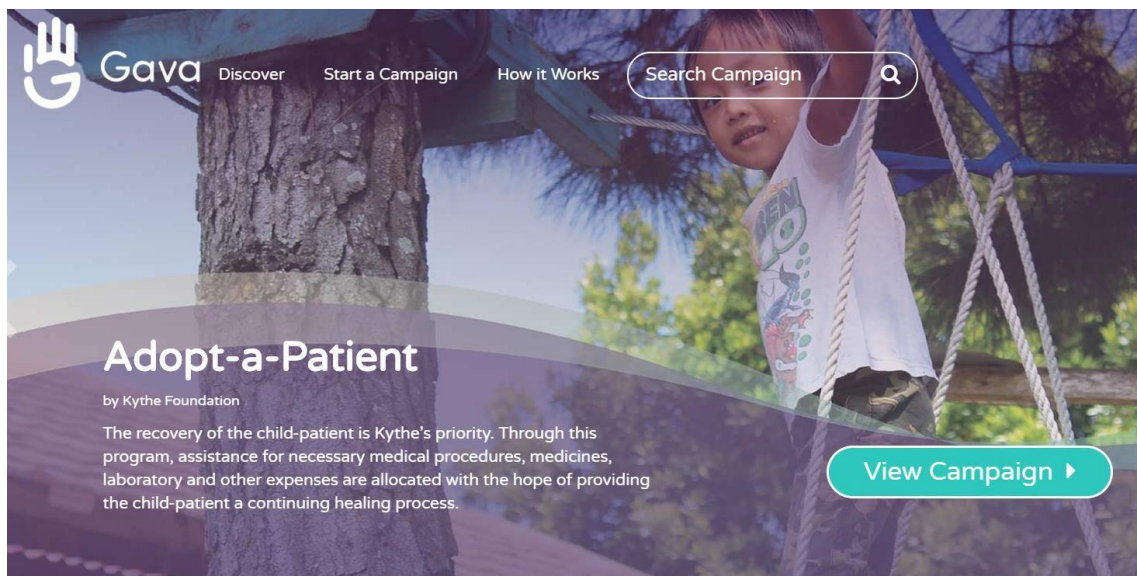 Gava
Discover
Start a Campaign
How it Works
Search Campaign
BEN
Adopt-a-Patient
by Kythe Foundation
The recovery of the child-patient is Kythe's priority. Through this
program, assistance for necessary medical procedures, medicines,
laboratory and other expenses are allocated with the hope of providing
the child-patient a continuing healing process.
View Campaign